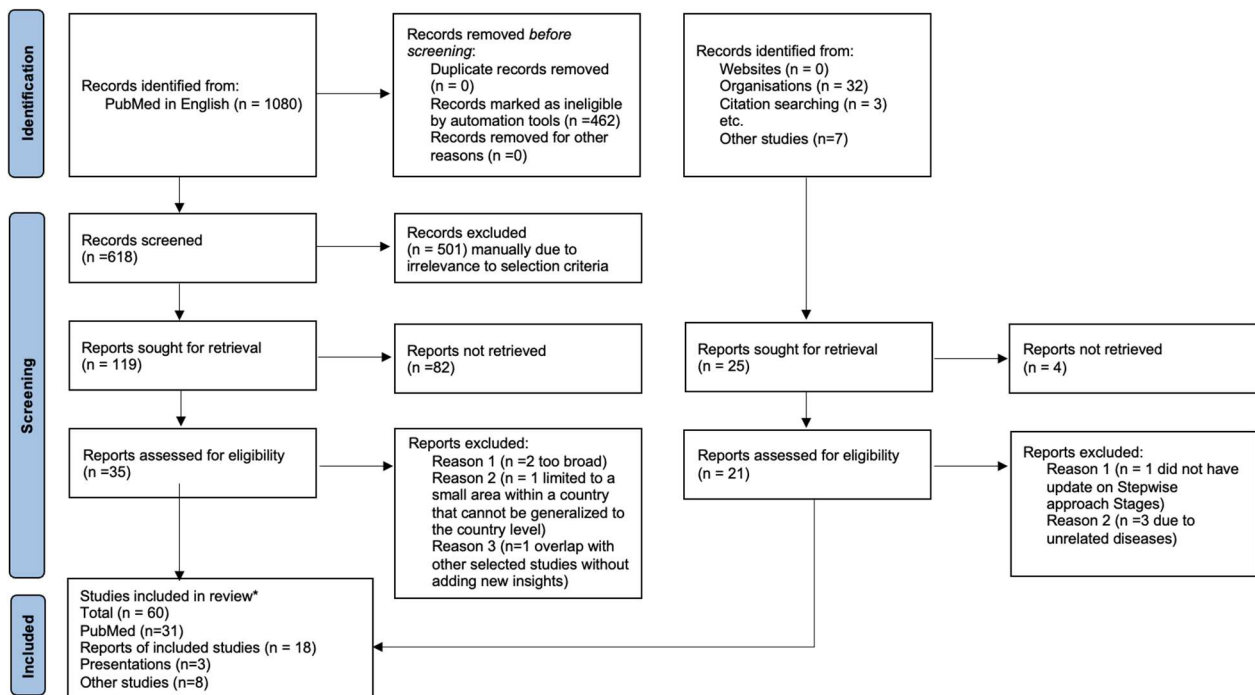 Identification
Records identified from:
PubMed in English (n = 1080)
Records removed before
screening:
Duplicate records removed
(n = 0)
Records marked as ineligible
by automation tools (n =462)
Records removed for other
reasons (n =0)
Records identified from:
Websites (n = 0)
Organisations (n = 32)
Citation searching (n = 3)
etc.
Other studies (n=7)
Screening
Records screened
(n =618)
Records excluded
(n = 501) manually due to
irrelevance to selection criteria
Reports sought for retrieval
(n = 119)
Reports not retrieved
(n =82)
Reports sought for retrieval
(n = 25)
Reports not retrieved
(n = 4)
Reports assessed for eligibility
(n =35)
Reports excluded:
Reason 1 (n =2 too broad)
Reason 2 (n = 1 limited to a
small area within a country
that cannot be generalized to
the country level)
Reason 3 (n=1 overlap with
other selected studies without
adding new insights)
Reports assessed for eligibility
(n = 21)
Reports excluded:
Reason 1 (n = 1 did not have
update on Stepwise
approach Stages)
Reason 2 (n =3 due to
unrelated diseases)
Included
Studies included in review*
Total (n = 60)
PubMed (n=31)
Reports of included studies (n = 18)
Presentations (n=3)
Other studies (n=8)